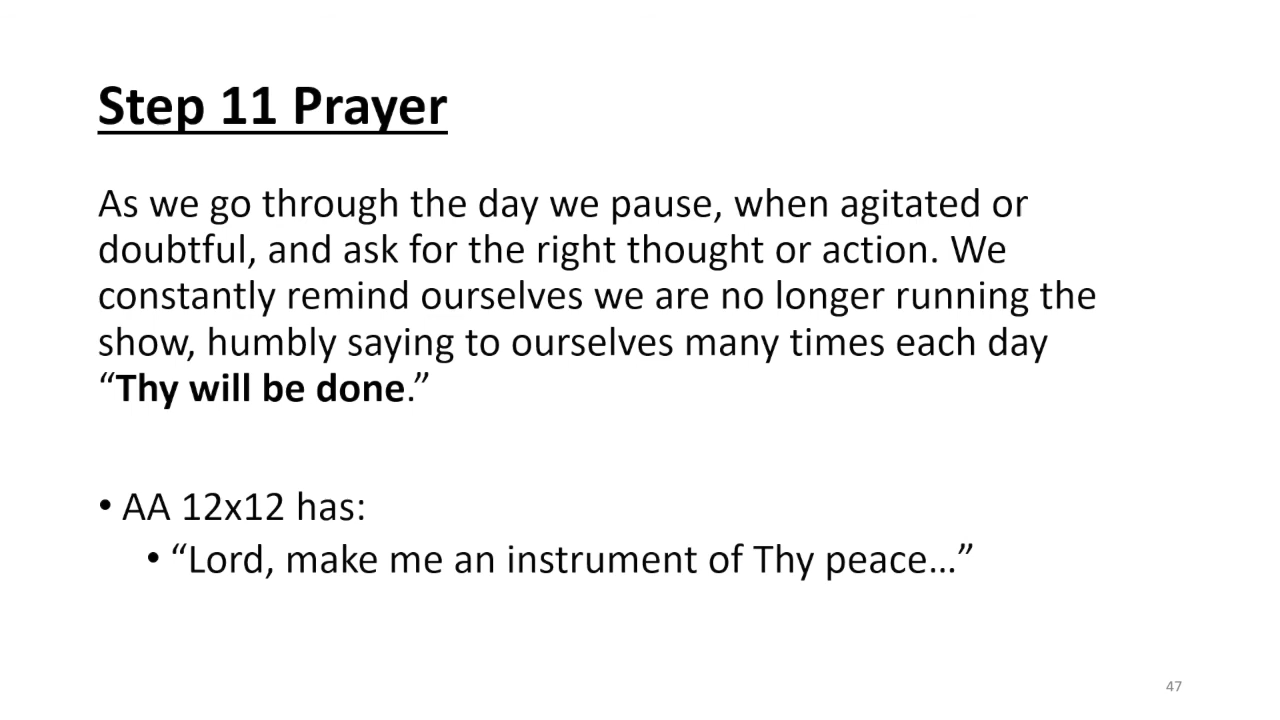 Step 11 Prayer
As we go through the day we pause, when agitated or
doubtful, and ask for the right thought or action. We
constantly remind ourselves we are no longer running the
show, humbly saying to ourselves many times each day
“Thy will be done.”
• AA 12x12 has:
• “Lord, make me an instrument of Thy peace…”
47